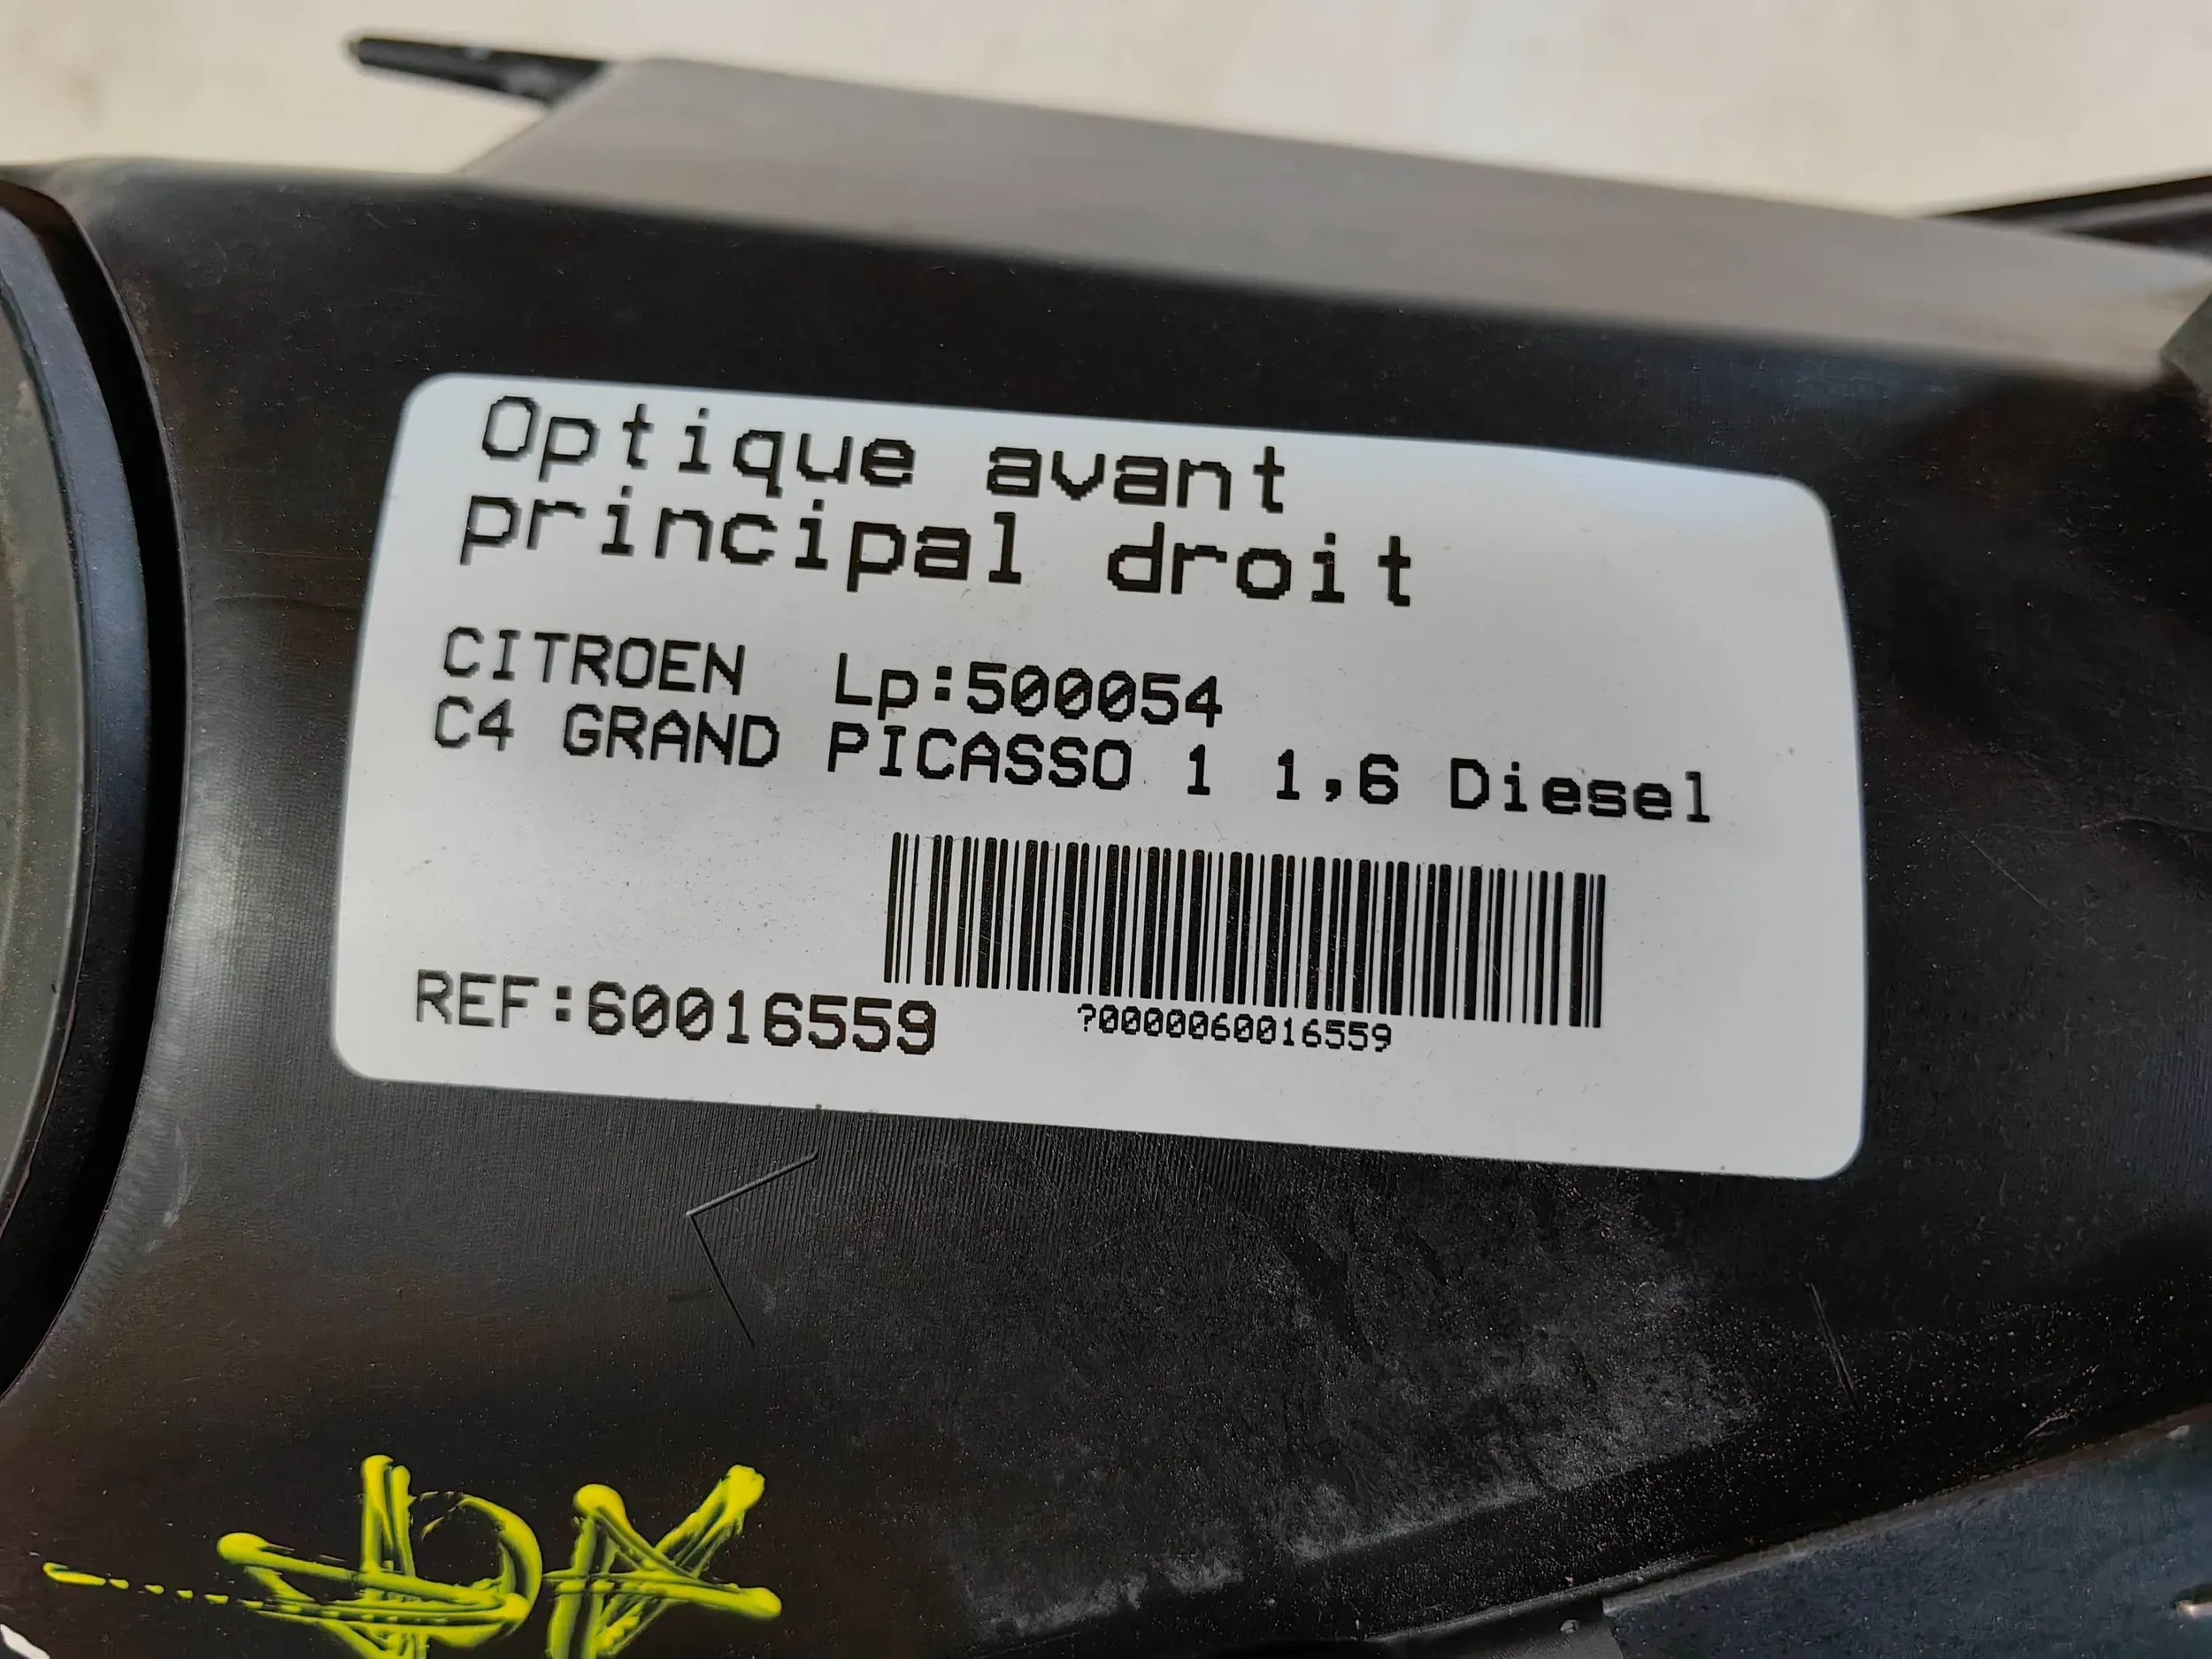 Optique avant
principal droit
CITROEN Lp:500054
C4 GRAND PICASSO 1 1,6 Diesel
REF:60016559
?0000060016559